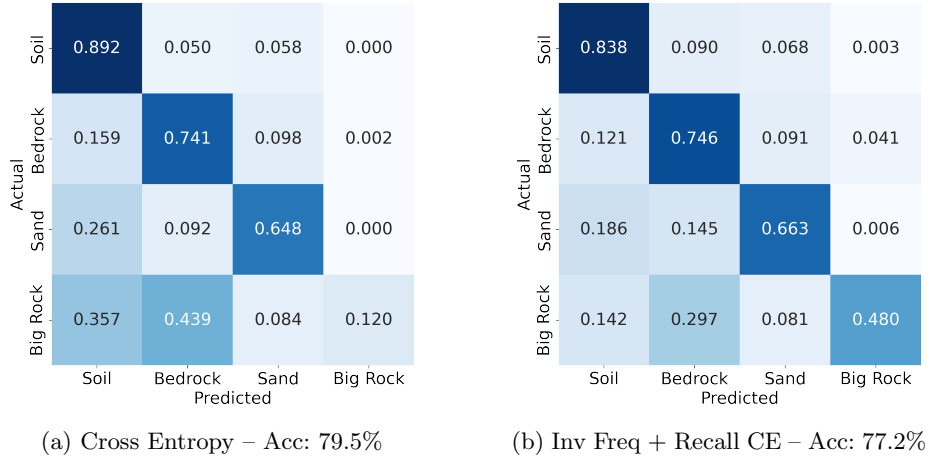 Actual
Soil 0.892 0.050 0.058 0.000
Bedrock 0.159 0.741 0.098 0.002
Sand 0.261 0.092 0.648 0.000
Big Rock 0.357 0.439 0.084 0.120
Soil Bedrock Sand Big Rock
Predicted
(a) Cross Entropy – Acc: 79.5%
Actual
Soil 0.838 0.090 0.068 0.003
Bedrock 0.121 0.746 0.091 0.041
Sand 0.186 0.145 0.663 0.006
Big Rock 0.142 0.297 0.081 0.480
Soil Bedrock Sand Big Rock
Predicted
(b) Inv Freq + Recall CE – Acc: 77.2%